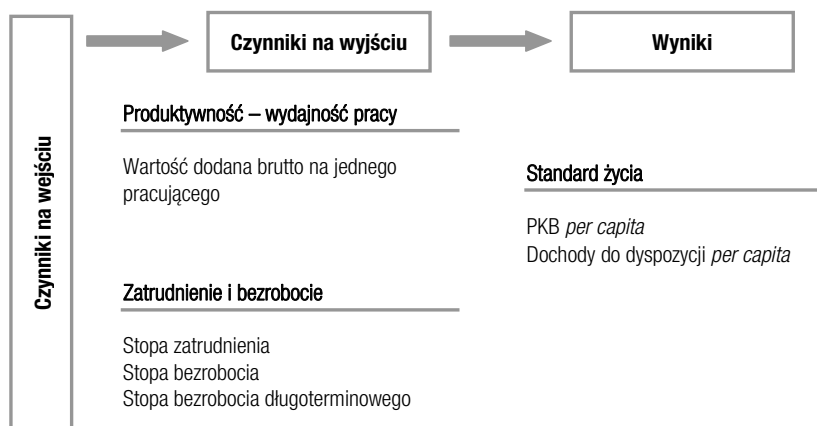 Czynniki na wejściu
Czynniki na wyjściu
Wyniki
Produktywność – wydajność pracy
Wartość dodana brutto na jednego
pracującego
Zatrudnienie i bezrobocie
Stopa zatrudnienia
Stopa bezrobocia
Stopa bezrobocia długoterminowego
Standard życia
PKB per capita
Dochody do dyspozycji per capita